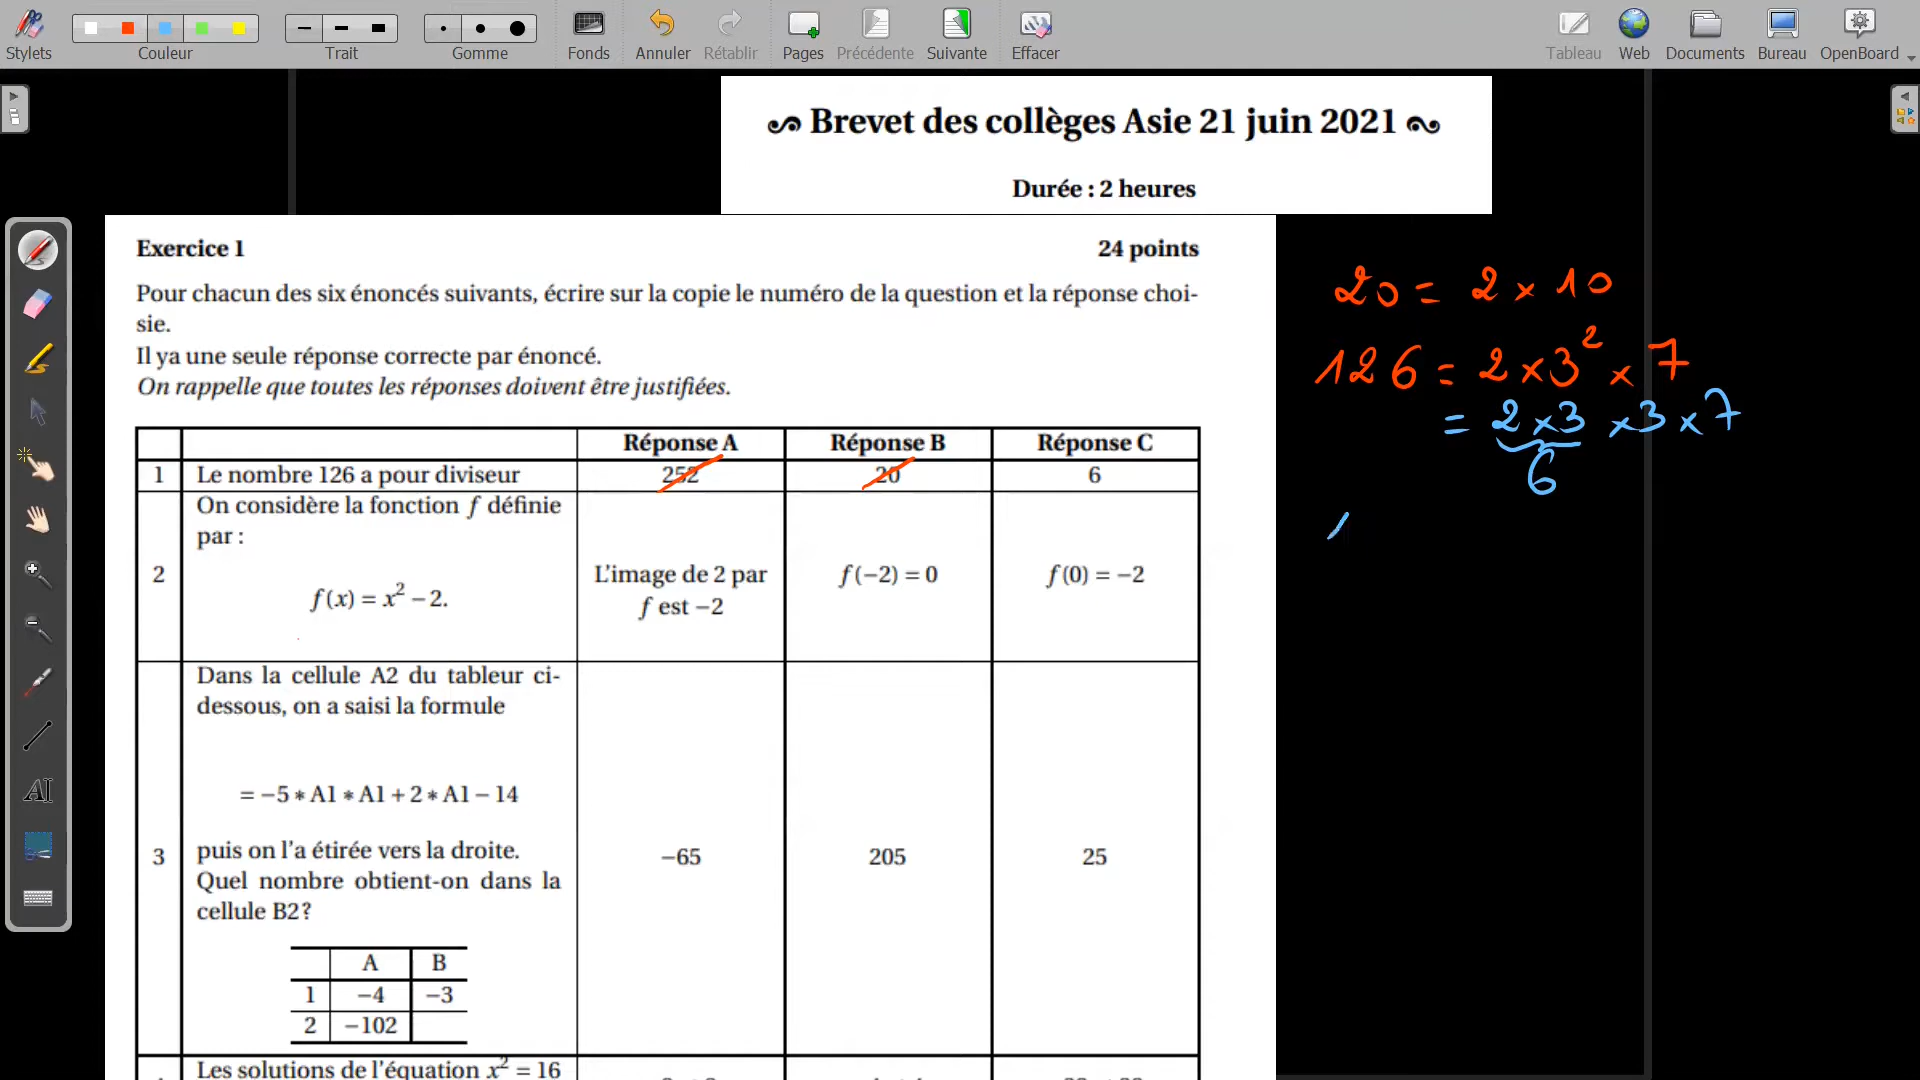 Stylets Couleur Trait Gomme Fonds Annuler Rétablir Pages Précédente Suivante Effacer Tableau Web Documents Bureau OpenBoard
Brevet des collèges Asie 21 juin 2021
Durée : 2 heures
Exercice 1 24 points
Pour chacun des six énoncés suivants, écrire sur la copie le numéro de la question et la réponse choi-
sie.
Il ya une seule réponse correcte par énoncé.
On rappelle que toutes les réponses doivent être justifiées.
Réponse A Réponse B Réponse C
1 Le nombre 126 a pour diviseur 252 20 6
2 On considère la fonction f définie
par :
f(x) = x² − 2.
L'image de 2 par
f est −2
f(−2) = 0
f(0) = −2
3 Dans la cellule A2 du tableur ci-
dessous, on a saisi la formule
= −5 * A1 * A1 + 2 * A1 − 14
puis on l'a étirée vers la droite.
Quel nombre obtient-on dans la
cellule B2?
A B
1 −4 −3
2 −102
−65 205 25
Les solutions de l'équation x² = 16
20 = 2 × 10
126 = 2 × 3² × 7
= 2 × 3 × 3 × 7
6